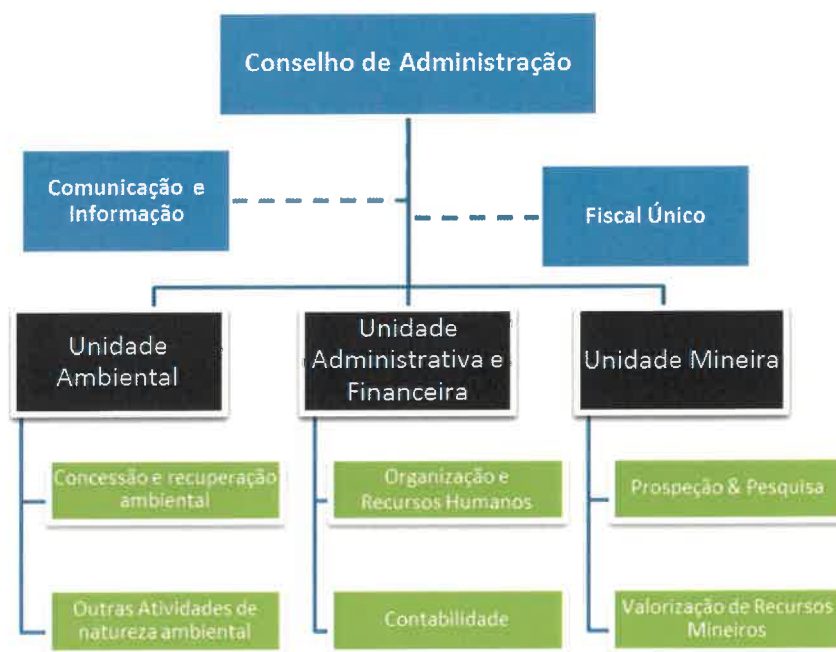 Conselho de Administração
Comunicação e
Informação
Fiscal Único
Unidade
Ambiental
Unidade
Administrativa e
Financeira
Unidade Mineira
Concessão e recuperação
ambiental
Organização e
Recursos Humanos
Prospeção & Pesquisa
Outras Atividades de
natureza ambiental
Contabilidade
Valorização de Recursos
Mineiros